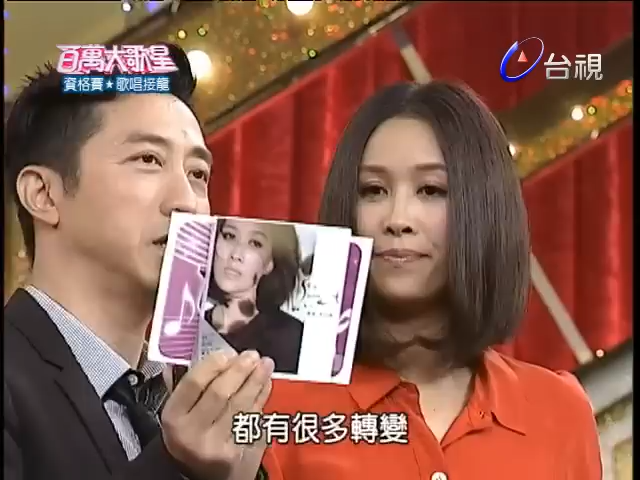 百萬大歌星
資格賽★歌唱接龍
台視
都有很多轉變